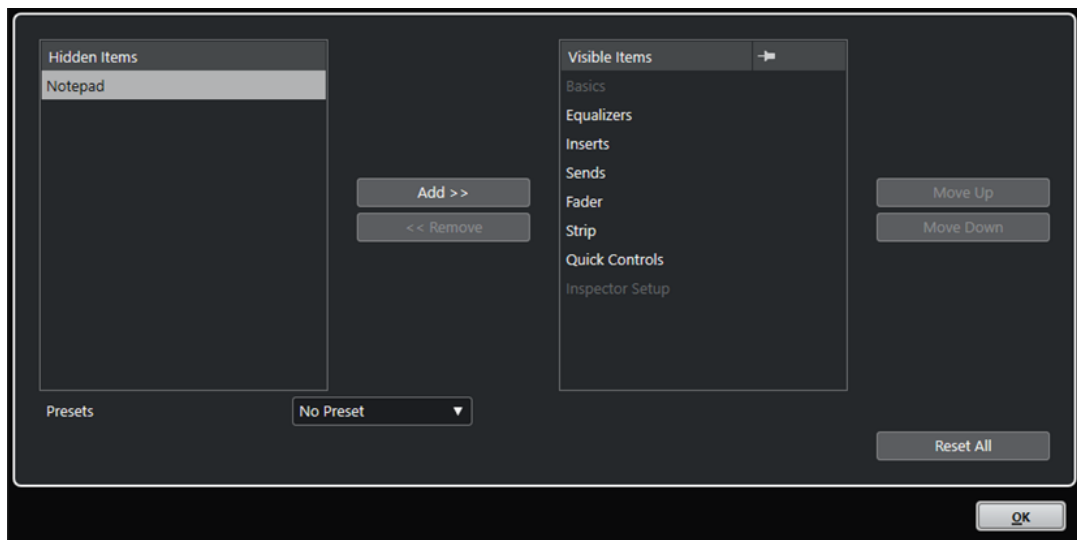 Hidden Items
Notepad
Add >>
<< Remove
Visible Items
Basics
Equalizers
Inserts
Sends
Fader
Strip
Quick Controls
Inspector Setup
Move Up
Move Down
Presets
No Preset
Reset All
OK